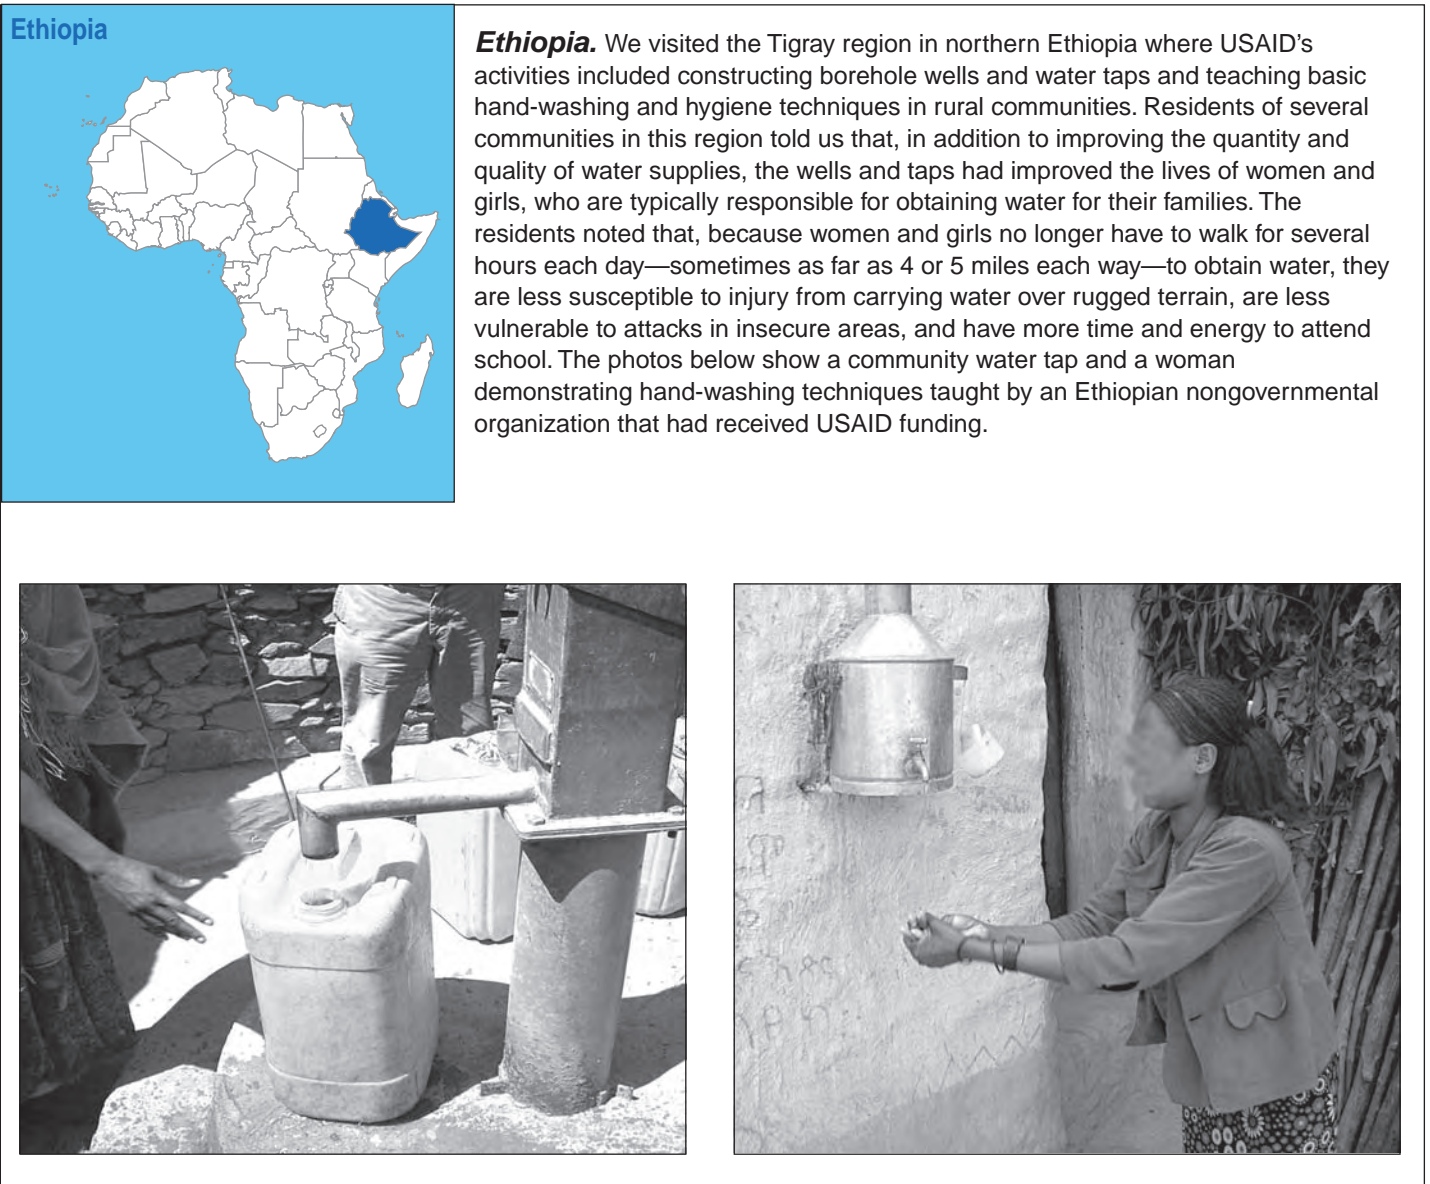 Ethiopia
Ethiopia. We visited the Tigray region in northern Ethiopia where USAID’s
activities included constructing borehole wells and water taps and teaching basic
hand-washing and hygiene techniques in rural communities. Residents of several
communities in this region told us that, in addition to improving the quantity and
quality of water supplies, the wells and taps had improved the lives of women and
girls, who are typically responsible for obtaining water for their families. The
residents noted that, because women and girls no longer have to walk for several
hours each day—sometimes as far as 4 or 5 miles each way—to obtain water, they
are less susceptible to injury from carrying water over rugged terrain, are less
vulnerable to attacks in insecure areas, and have more time and energy to attend
school. The photos below show a community water tap and a woman
demonstrating hand-washing techniques taught by an Ethiopian nongovernmental
organization that had received USAID funding.